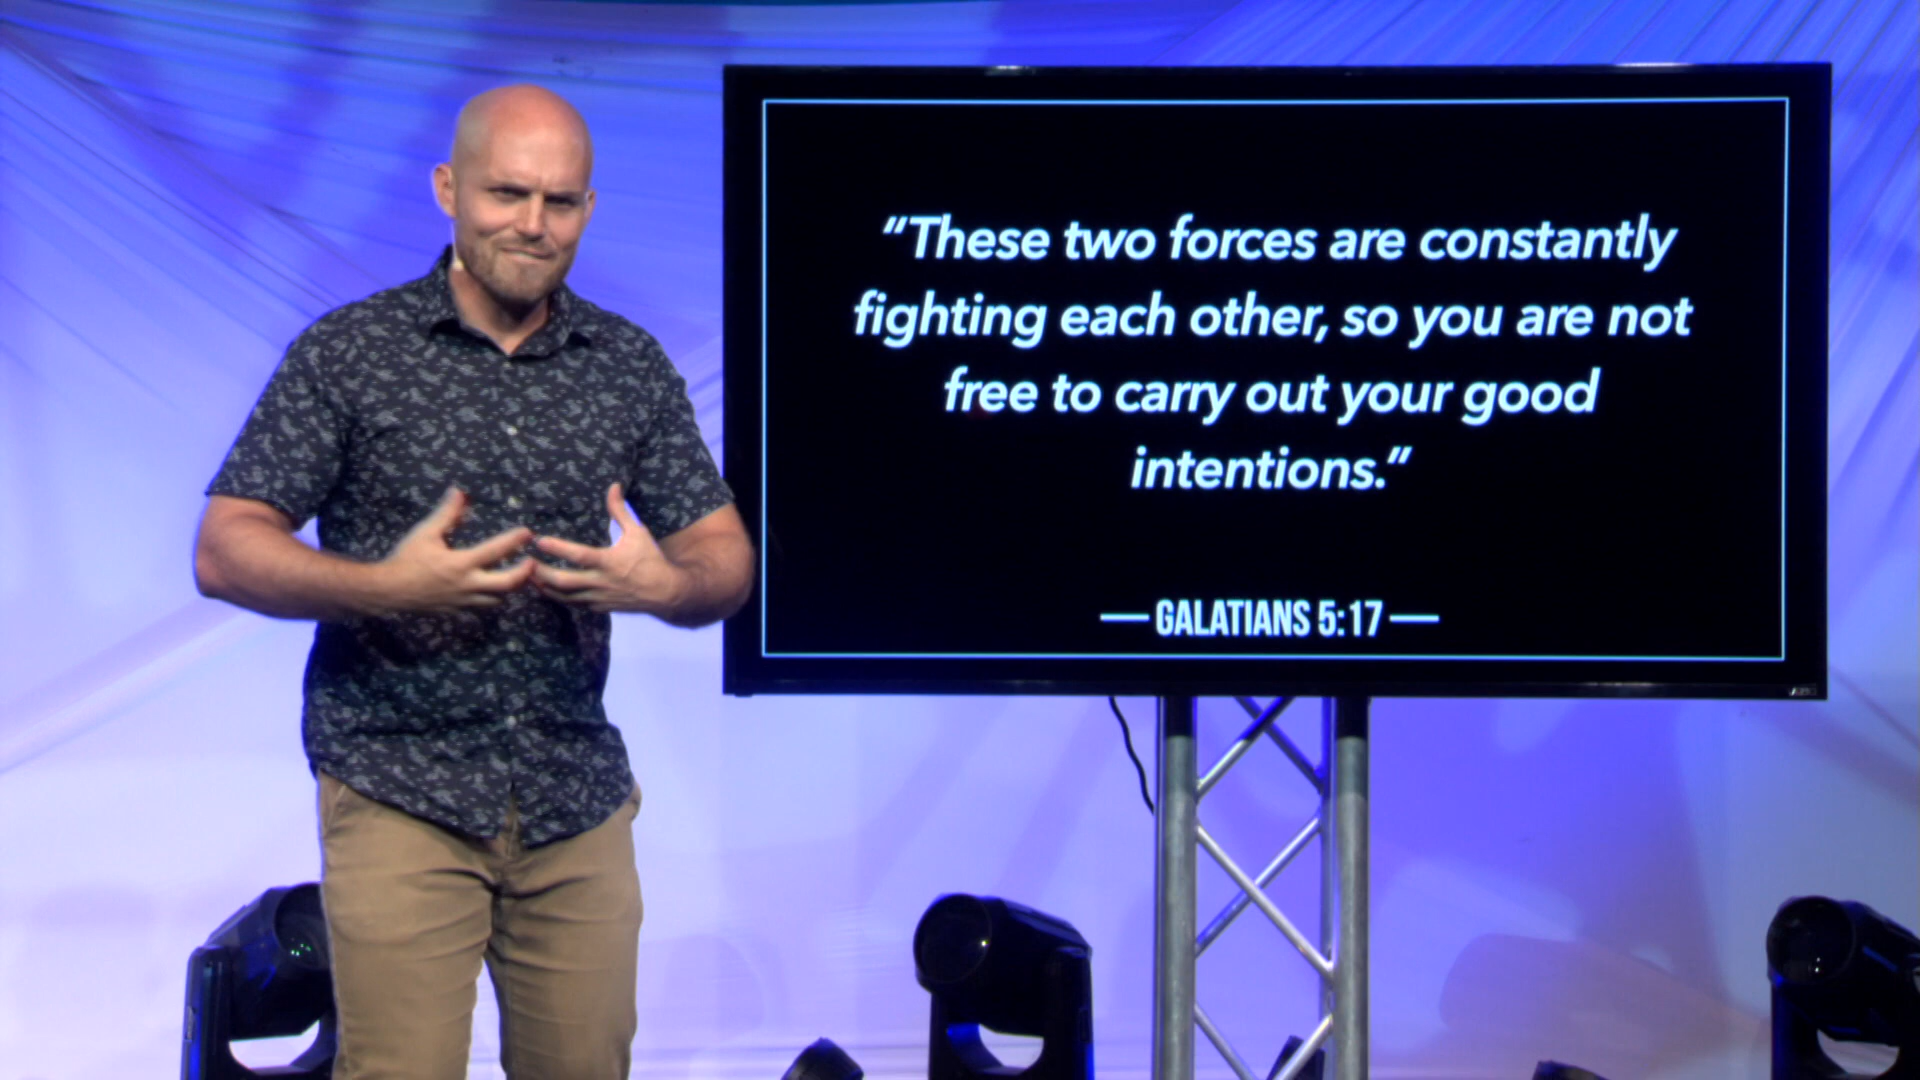 “These two forces are constantly
fighting each other, so you are not
free to carry out your good
intentions.”
GALATIANS 5:17